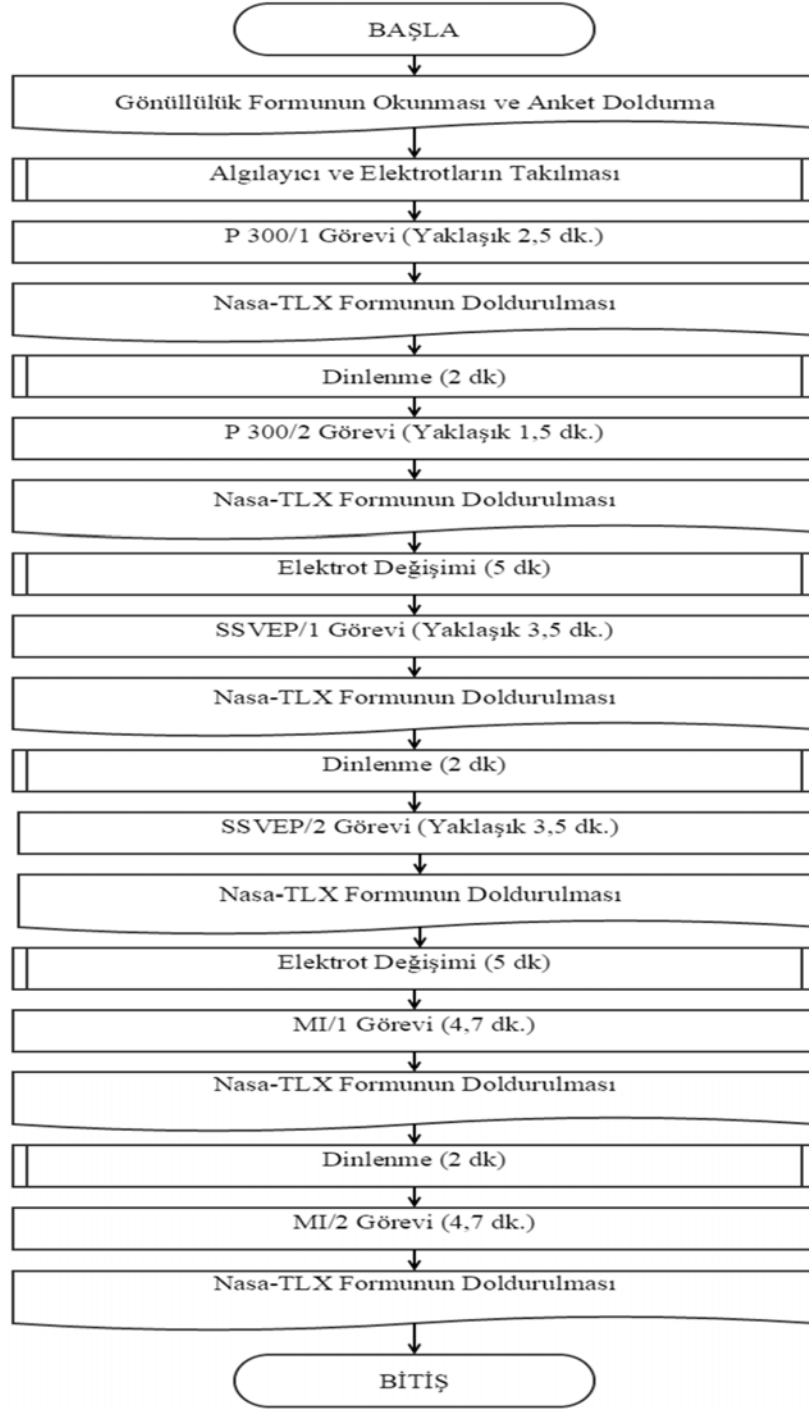 BAŞLA
Gönüllülük Formunun Okunması ve Anket Doldurma
Algılayıcı ve Elektrotların Takılması
P 300/1 Görevi (Yaklaşık 2,5 dk.)
Nasa-TLX Formunun Doldurulması
Dinlenme (2 dk)
P 300/2 Görevi (Yaklaşık 1,5 dk.)
Nasa-TLX Formunun Doldurulması
Elektrot Değişimi (5 dk)
SSVEP/1 Görevi (Yaklaşık 3,5 dk.)
Nasa-TLX Formunun Doldurulması
Dinlenme (2 dk)
SSVEP/2 Görevi (Yaklaşık 3,5 dk.)
Nasa-TLX Formunun Doldurulması
Elektrot Değişimi (5 dk)
MI/1 Görevi (4,7 dk.)
Nasa-TLX Formunun Doldurulması
Dinlenme (2 dk)
MI/2 Görevi (4,7 dk.)
Nasa-TLX Formunun Doldurulması
BİTİŞ